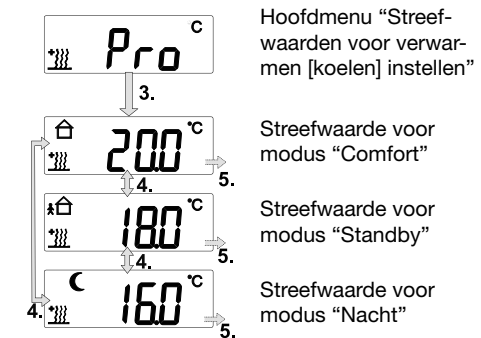 Pro C
Hoofdmenu “Streef-
waarden voor verwar-
men [koelen] instellen”
3.
20.0 °C
Streefwaarde voor
modus “Comfort”
5.
4.
18.0 °C
Streefwaarde voor
modus “Standby”
5.
4.
16.0 °C
Streefwaarde voor
modus “Nacht”
4.
5.